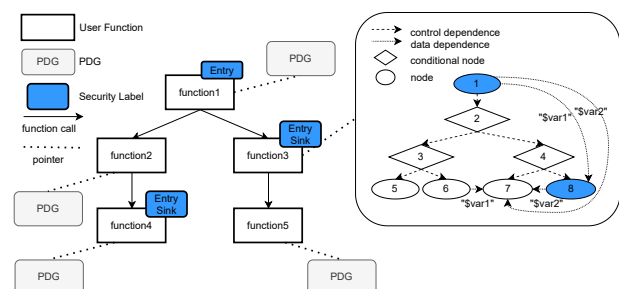 User Function
PDG PDG
Security Label
function call
pointer
Entry
function1
PDG
function2
Entry
Sink
function3
PDG
Entry
Sink
function4
function5
PDG
PDG
control dependence
data dependence
conditional node
node
1
"$var1" "$var2"
2
3
4
5
6
7
8
"$var1"
"$var2"